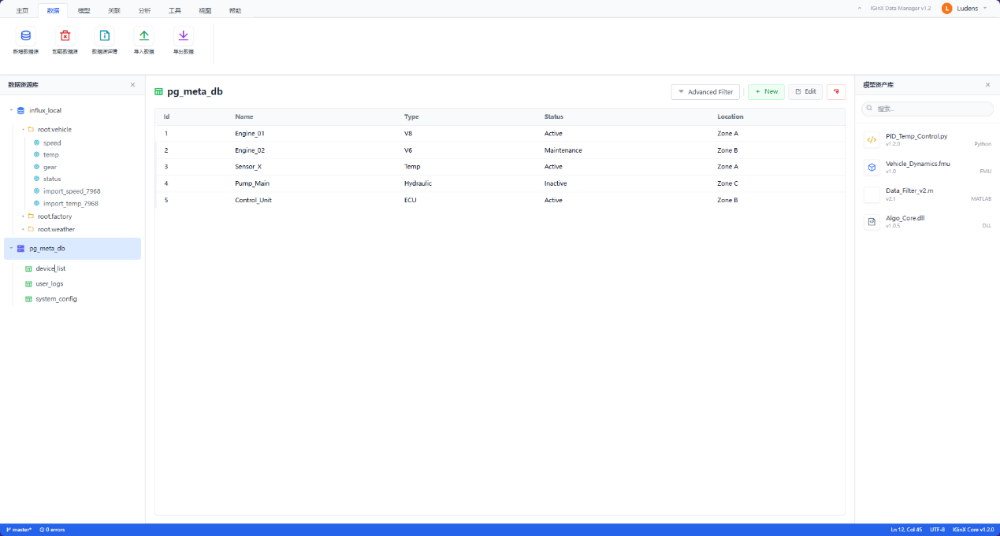 主页 数据 模型 关联 分析 工具 视图 帮助
IGinX Data Manager v1.2 L Ludens
新增数据源 卸载数据源 数据源详情 导入数据 导出数据
数据资源库
influx_local
root.vehicle
speed
temp
gear
status
import_speed_7968
import_temp_7968
root.factory
root.weather
pg_meta_db
device_list
user_logs
system_config
pg_meta_db
Advanced Filter + New Edit
Id Name Type Status Location
1 Engine_01 V8 Active Zone A
2 Engine_02 V6 Maintenance Zone B
3 Sensor_X Temp Active Zone A
4 Pump_Main Hydraulic Inactive Zone C
5 Control_Unit ECU Active Zone B
模型资产库
搜索...
PID_Temp_Control.py
v1.2.0 Python
Vehicle_Dynamics.fmu
v1.0 FMU
Data_Filter_v2.m
v2.1 MATLAB
Algo_Core.dll
v1.0.5 DLL
master* 0 errors
Ln 12, Col 45 UTF-8 IGinX Core v1.2.0